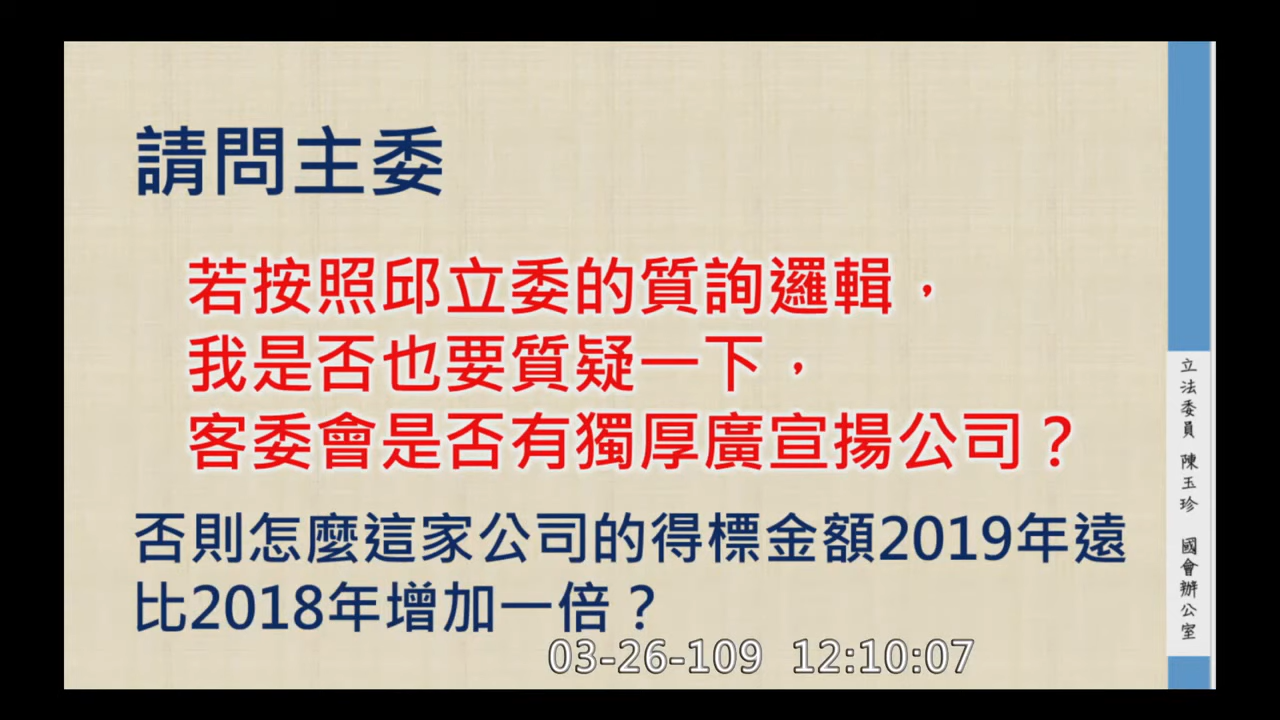 請問主委
若按照邱立委的質詢邏輯，
我是否也要質疑一下，
客委會是否有獨厚廣宣揚公司？
否則怎麼這家公司的得標金額2019年遠
比2018年增加一倍？
03-26-109 12:10:07
立法委員 陳玉珍 國會辦公室